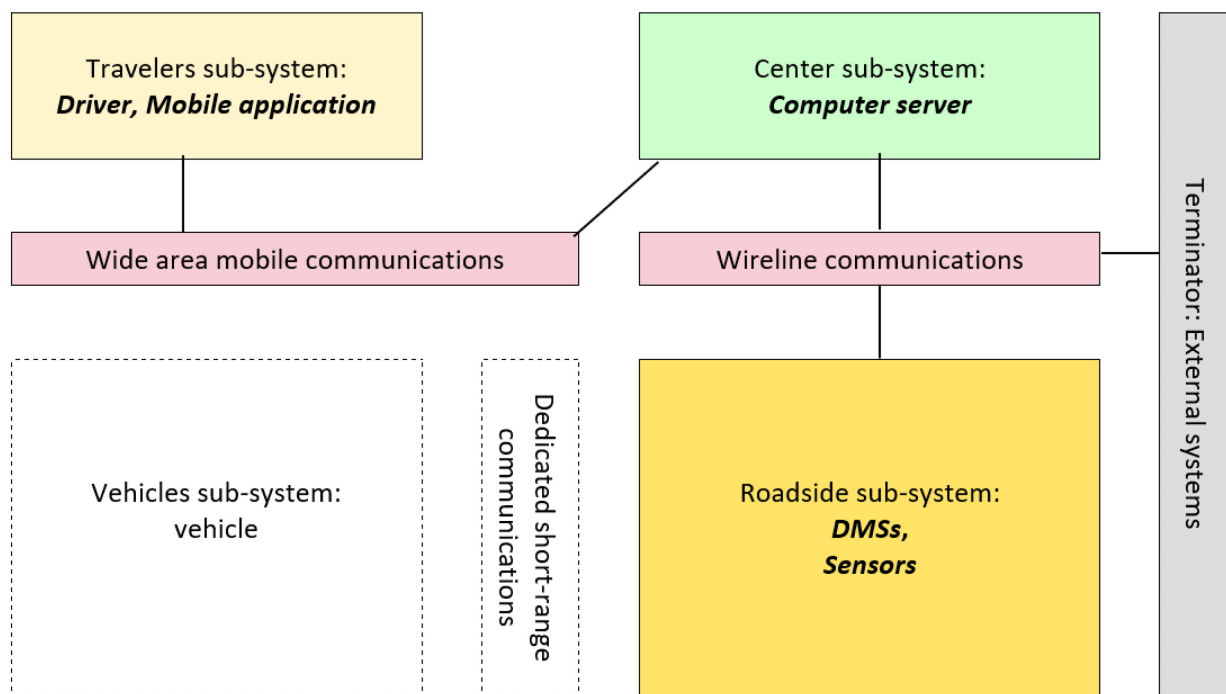 Travelers sub-system:
Driver, Mobile application
Center sub-system:
Computer server
Wide area mobile communications
Wireline communications
Terminator: External systems
Vehicles sub-system:
vehicle
Dedicated short-range
communications
Roadside sub-system:
DMSs,
Sensors